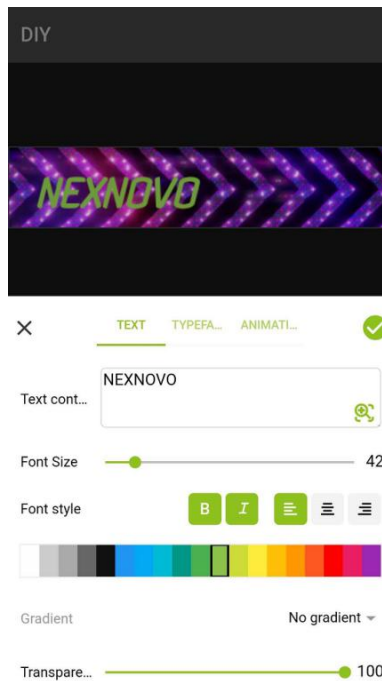 DIY
NEXNOVO
TEXT TYPEFA... ANIMATI...
Text cont...
NEXNOVO
Font Size 42
Font style B I
Gradient No gradient
Transpare... 100